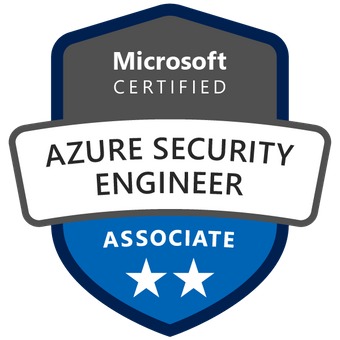 Microsoft
CERTIFIED
AZURE SECURITY
ENGINEER
ASSOCIATE